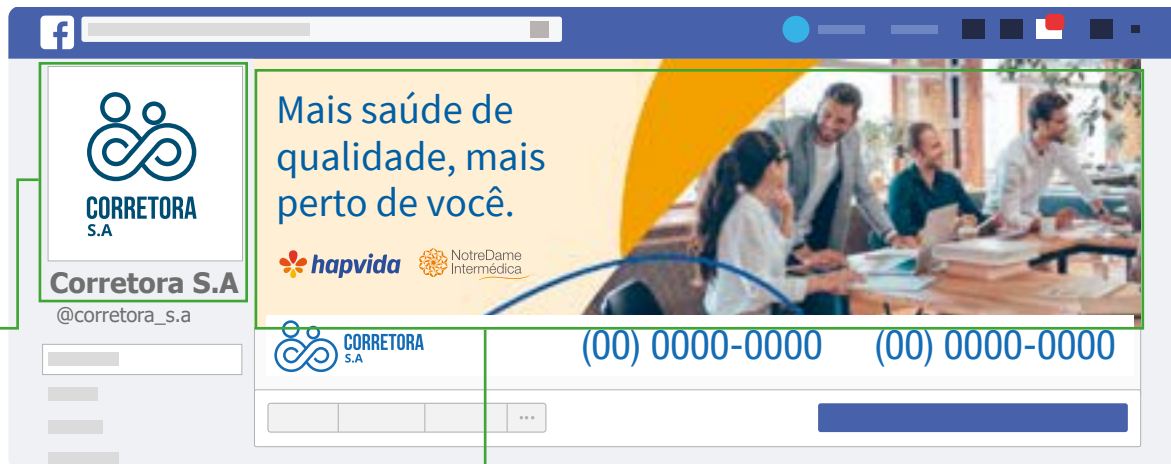 f
CORRETORA
S.A
Corretora S.A
@corretora_s.a
Mais saúde de
qualidade, mais
perto de você.
hapvida
NotreDame
Intermédica
CORRETORA
S.A
(00) 0000-0000
(00) 0000-0000
...